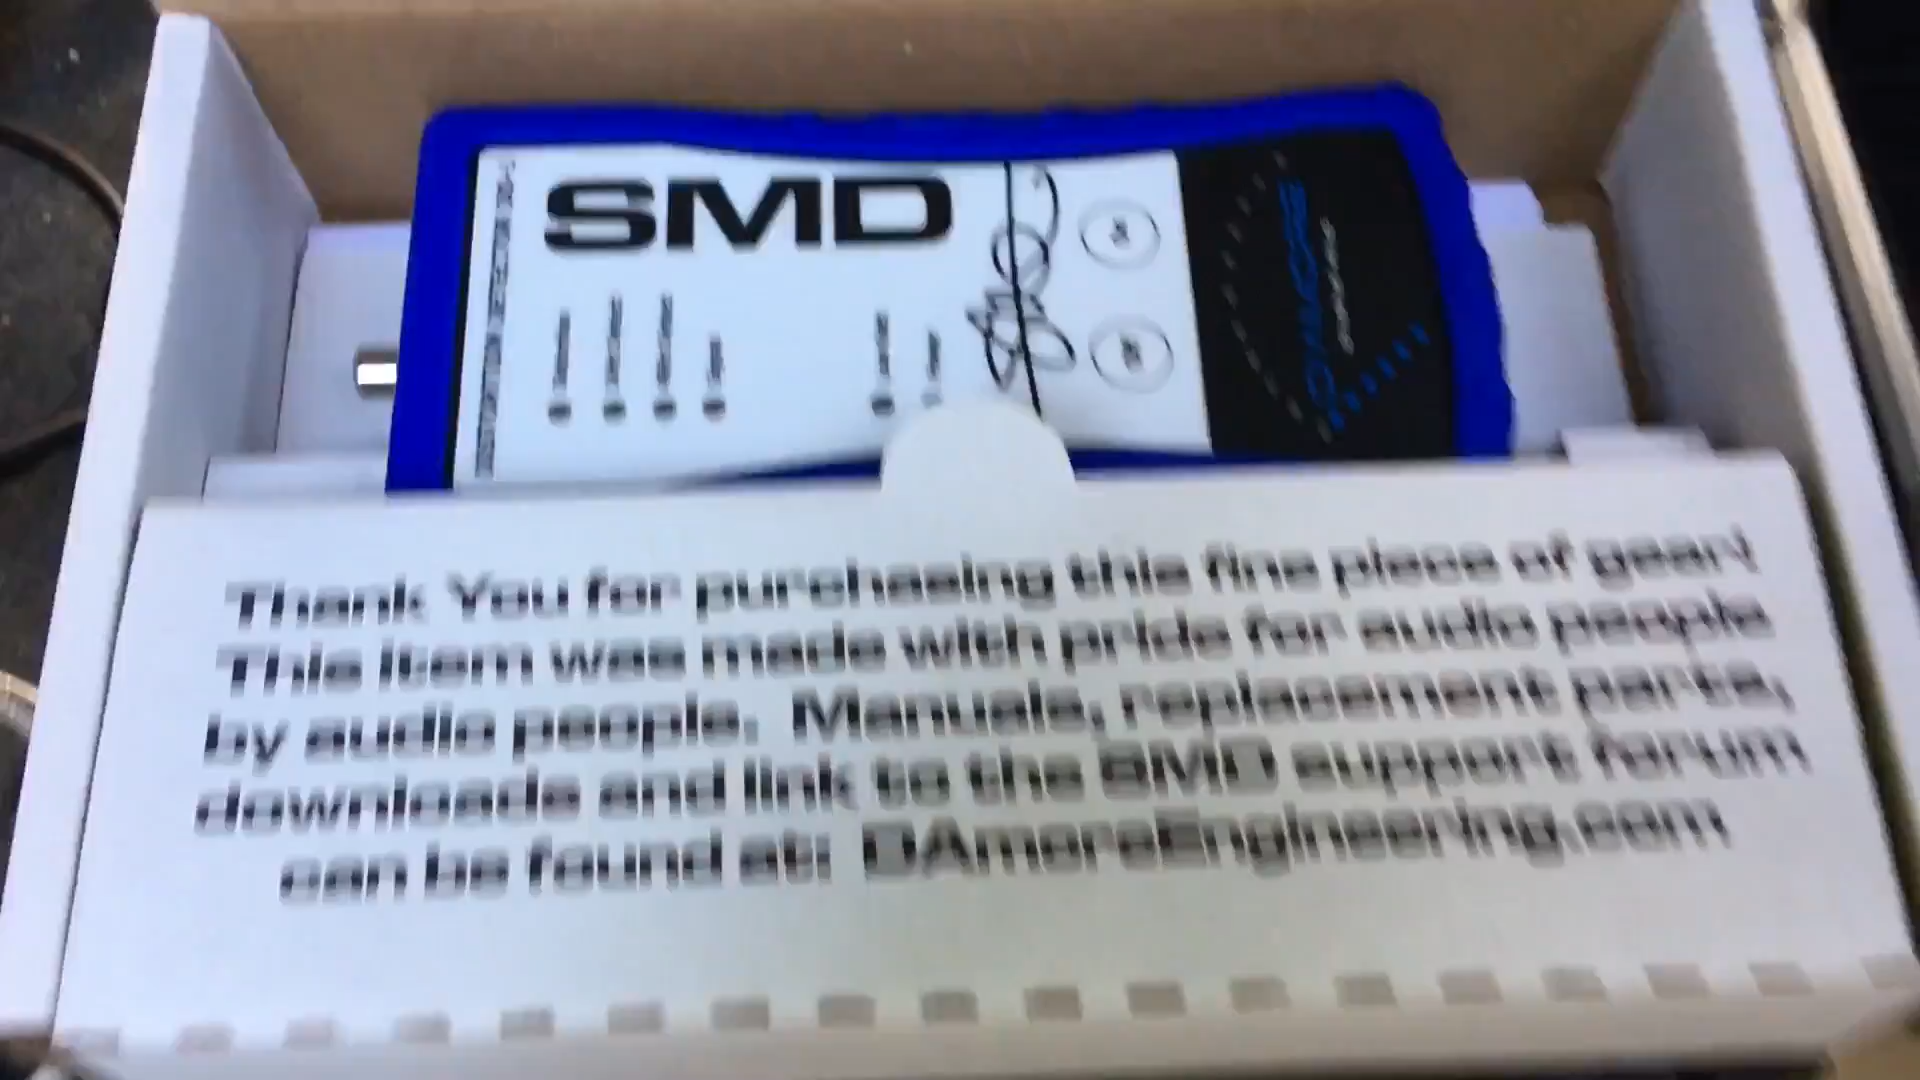 SMD
Thank You for purchasing this fine piece of gear!
This item was made with pride for audio people
by audio people. Manuals, replacement parts,
downloads and link to the SMD support forum
can be found at: DAmoreEngineering.com